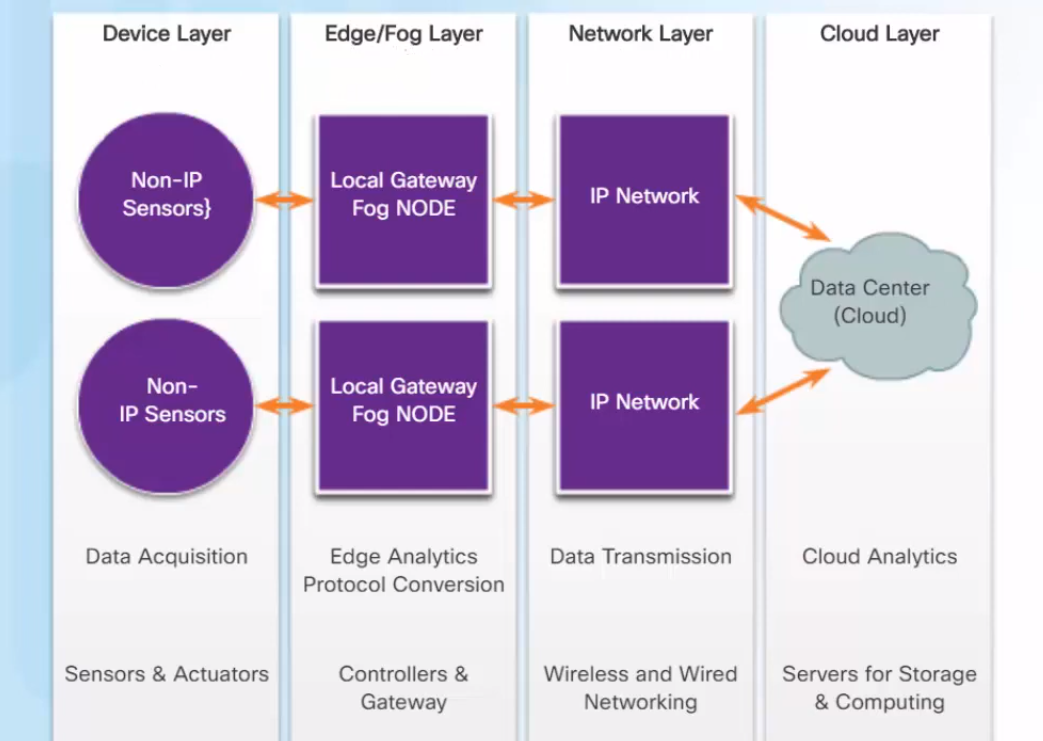 Device Layer
Edge/Fog Layer
Network Layer
Cloud Layer
Non-IP
Sensors}
Local Gateway
Fog NODE
IP Network
Data Center
(Cloud)
Non-
IP Sensors
Local Gateway
Fog NODE
IP Network
Data Acquisition
Edge Analytics
Protocol Conversion
Data Transmission
Cloud Analytics
Sensors & Actuators
Controllers &
Gateway
Wireless and Wired
Networking
Servers for Storage
& Computing